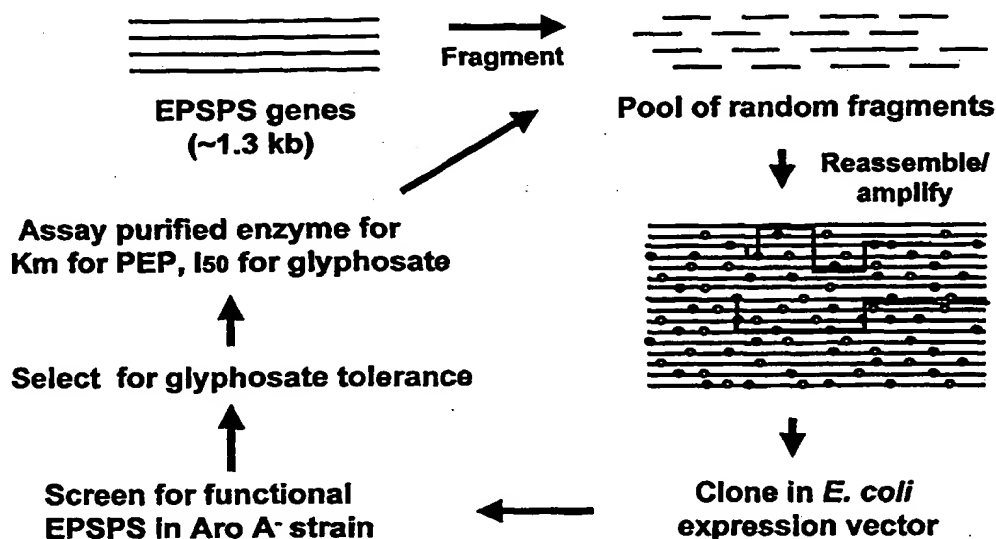 Fragment
EPSPS genes
(~1.3 kb)
Pool of random fragments
Reassemble/
amplify
Clone in E. coli
expression vector
Screen for functional
EPSPS in Aro A- strain
Select for glyphosate tolerance
Assay purified enzyme for
Km for PEP, I50 for glyphosate